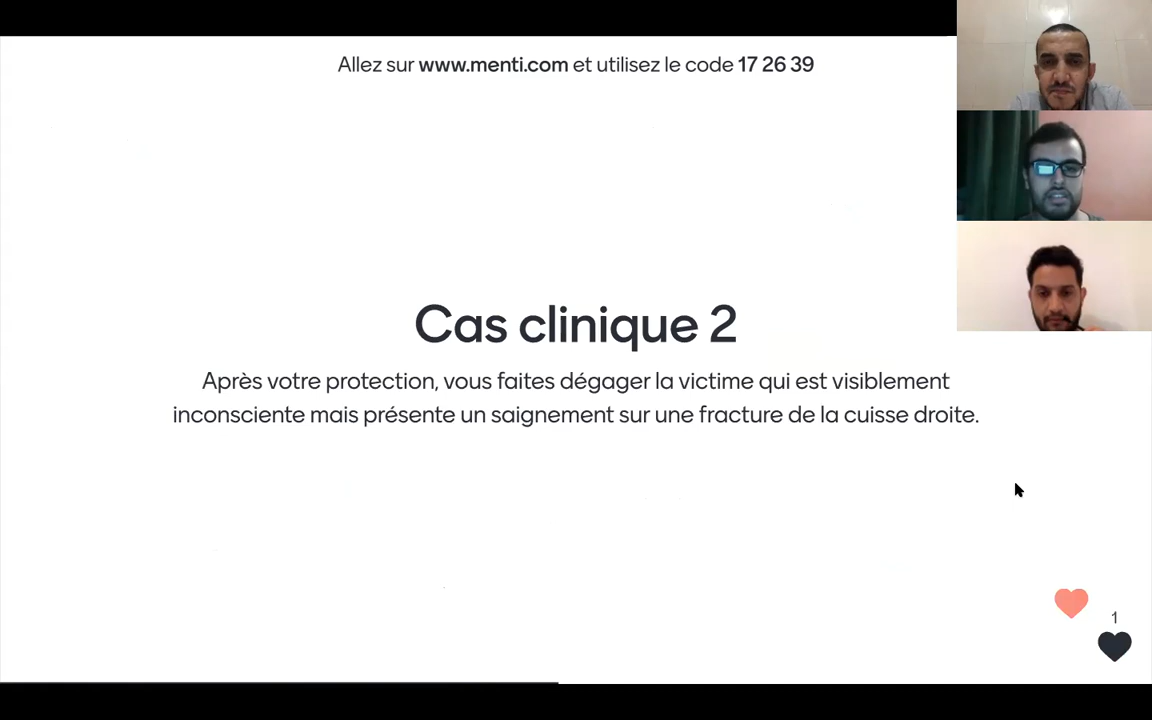 Allez sur www.menti.com et utilisez le code 17 26 39
Cas clinique 2
Après votre protection, vous faites dégager la victime qui est visiblement
inconsciente mais présente un saignement sur une fracture de la cuisse droite.
1